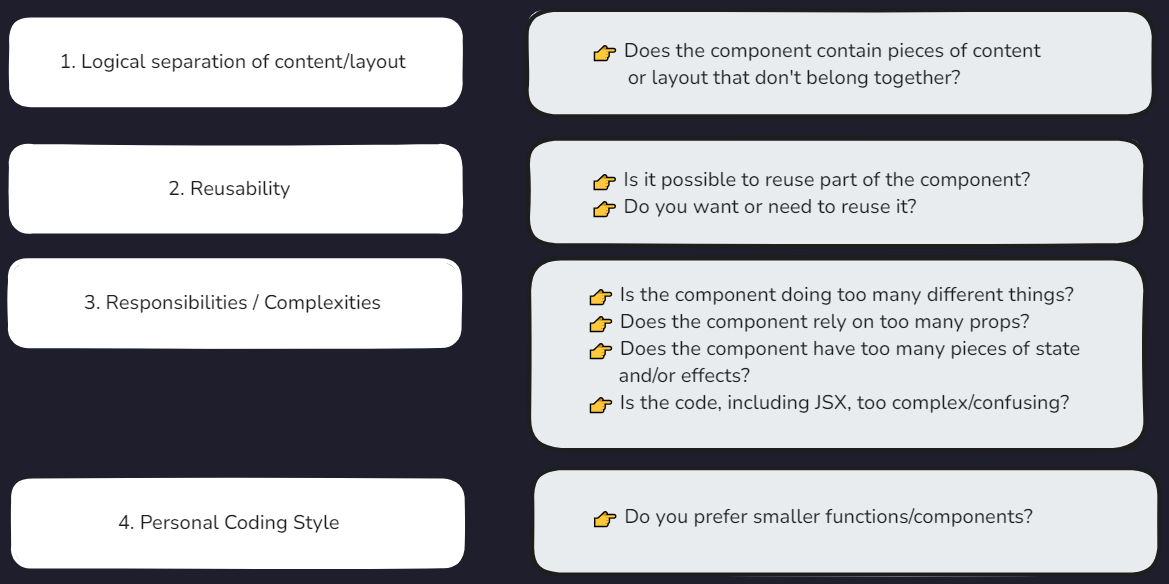 1. Logical separation of content/layout
👉 Does the component contain pieces of content
or layout that don't belong together?
2. Reusability
👉 Is it possible to reuse part of the component?
👉 Do you want or need to reuse it?
3. Responsibilities / Complexities
👉 Is the component doing too many different things?
👉 Does the component rely on too many props?
👉 Does the component have too many pieces of state
and/or effects?
👉 Is the code, including JSX, too complex/confusing?
4. Personal Coding Style
👉 Do you prefer smaller functions/components?